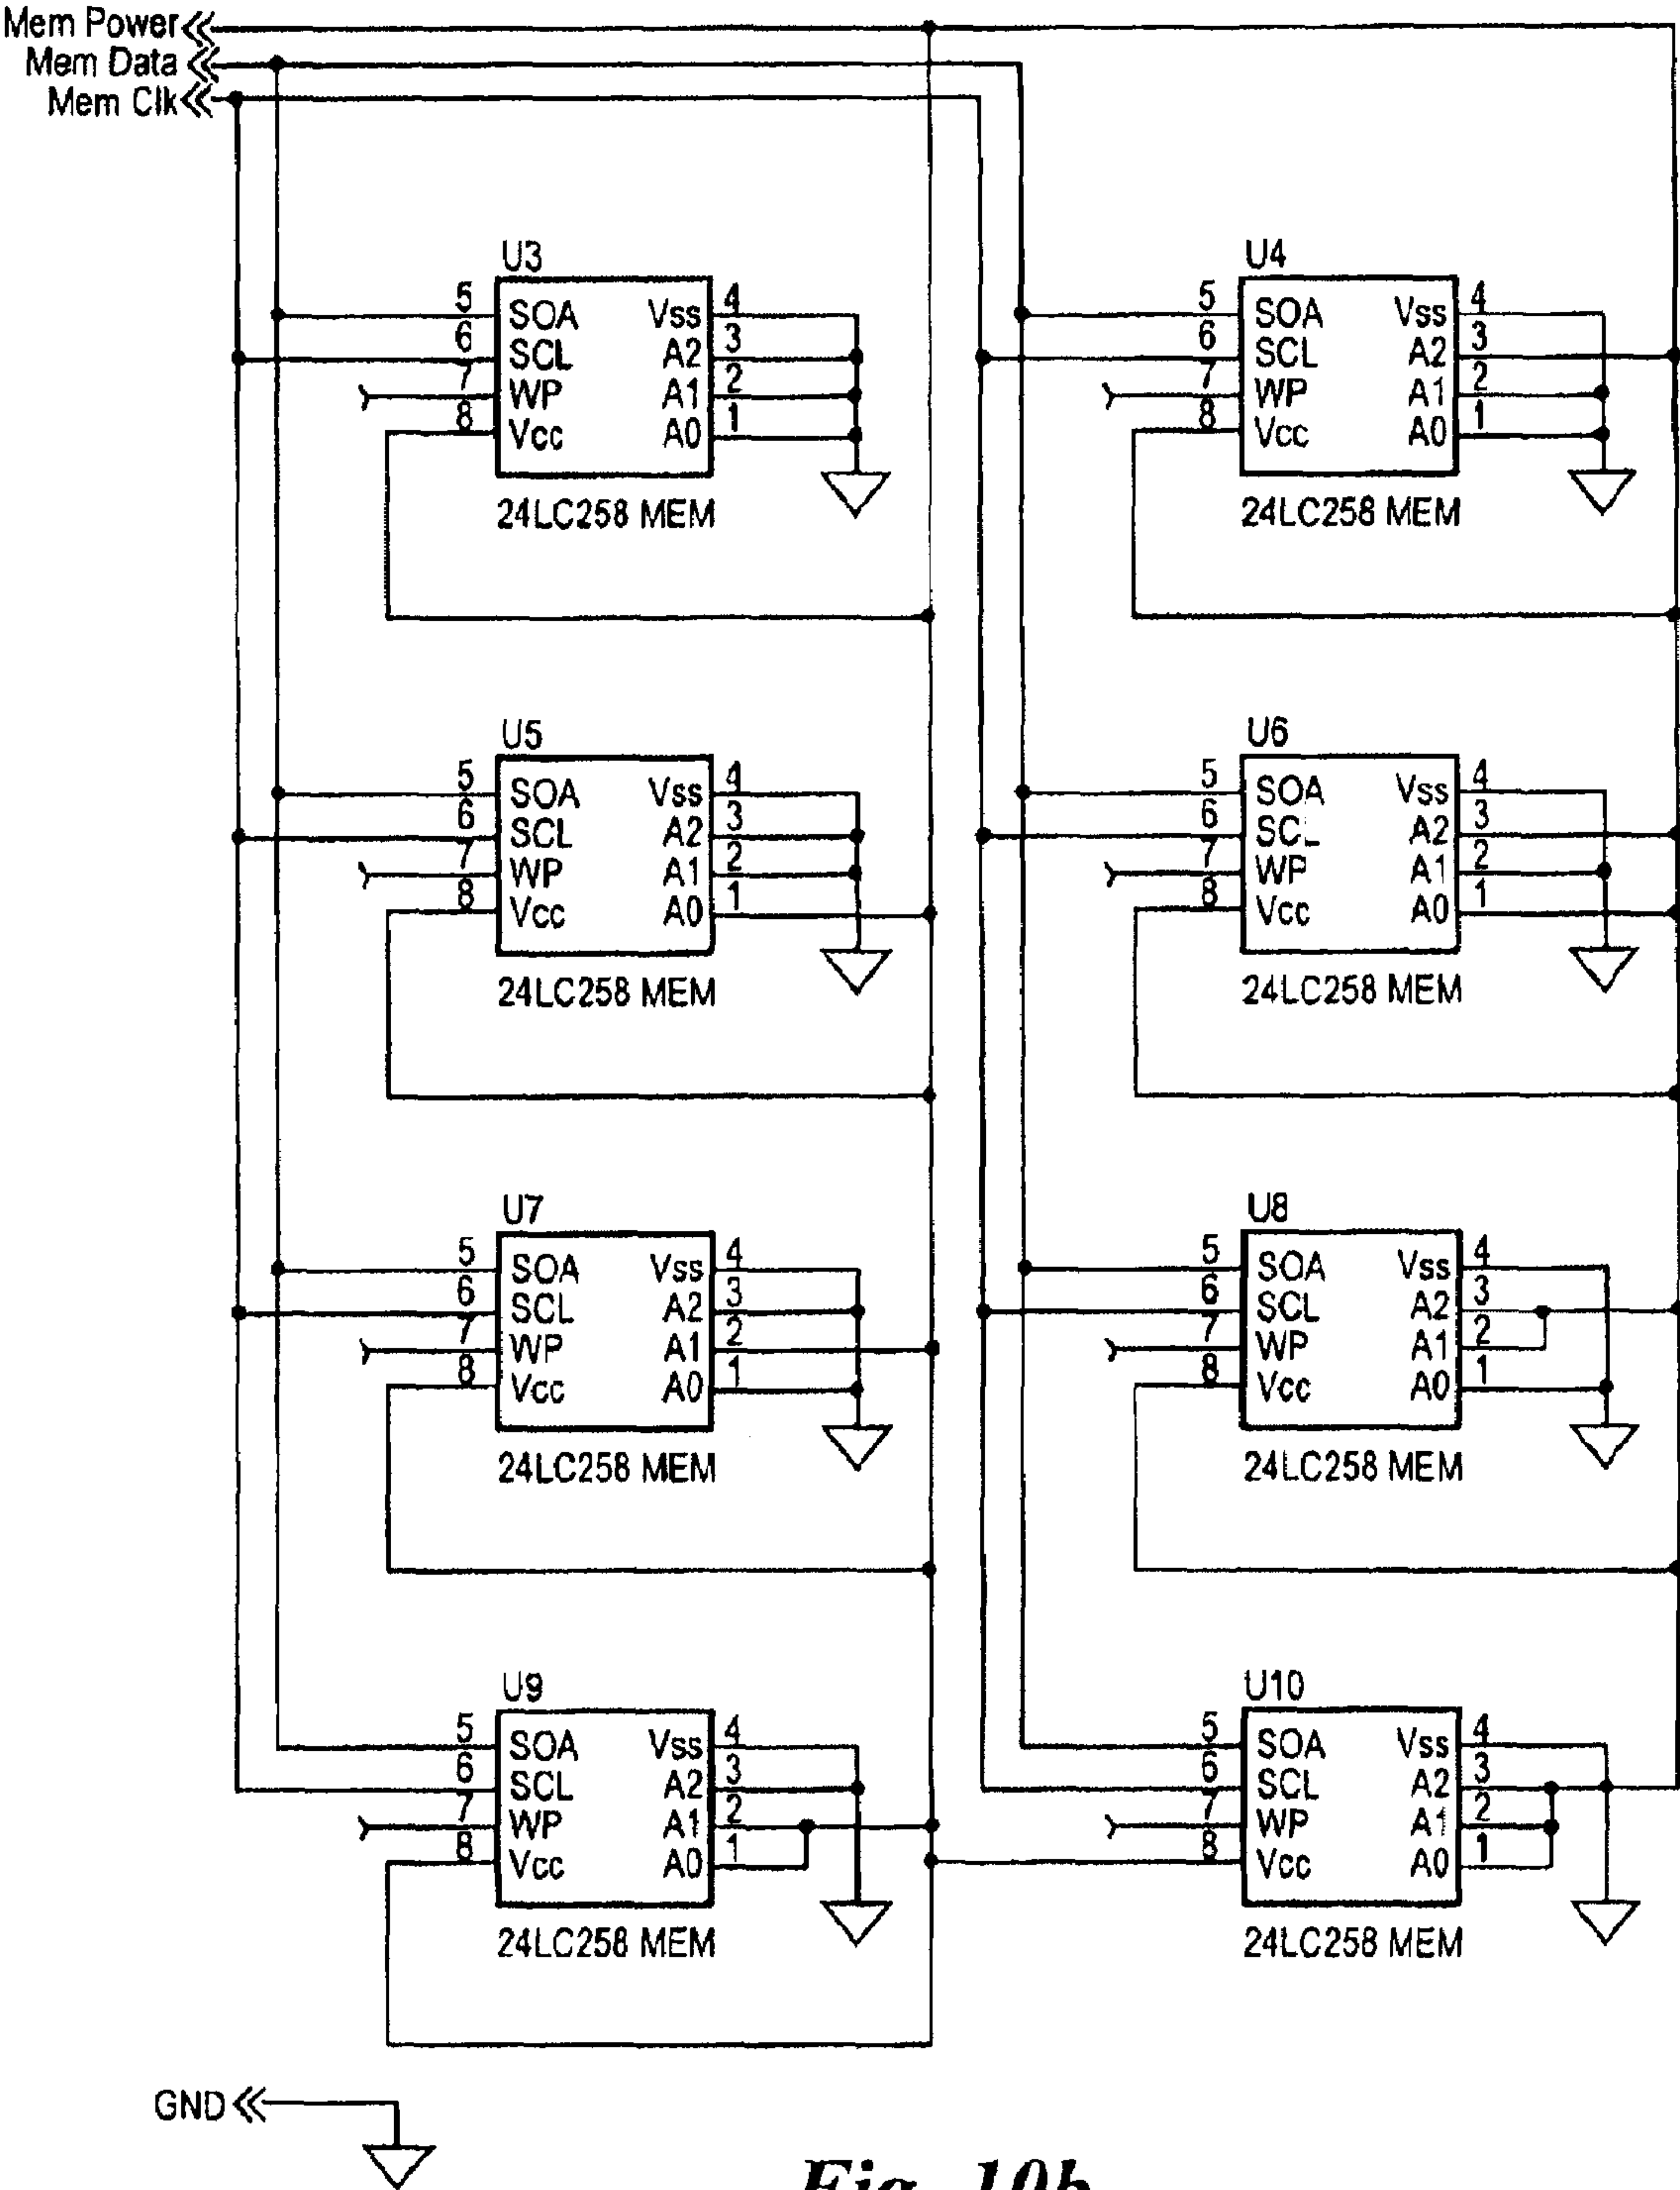 Mem Power
Mem Data
Mem Clk
U3
5 SOA Vss 4
6 SCL A2 3
7 WP A1 2
8 Vcc A0 1
24LC258 MEM
U4
5 SOA Vss 4
6 SCL A2 3
7 WP A1 2
8 Vcc A0 1
24LC258 MEM
U5
5 SOA Vss 4
6 SCL A2 3
7 WP A1 2
8 Vcc A0 1
24LC258 MEM
U6
5 SOA Vss 4
6 SCL A2 3
7 WP A1 2
8 Vcc A0 1
24LC258 MEM
U7
5 SOA Vss 4
6 SCL A2 3
7 WP A1 2
8 Vcc A0 1
24LC258 MEM
U8
5 SOA Vss 4
6 SCL A2 3
7 WP A1 2
8 Vcc A0 1
24LC258 MEM
U9
5 SOA Vss 4
6 SCL A2 3
7 WP A1 2
8 Vcc A0 1
24LC258 MEM
U10
5 SOA Vss 4
6 SCL A2 3
7 WP A1 2
8 Vcc A0 1
24LC258 MEM
GND
Fig. 10b